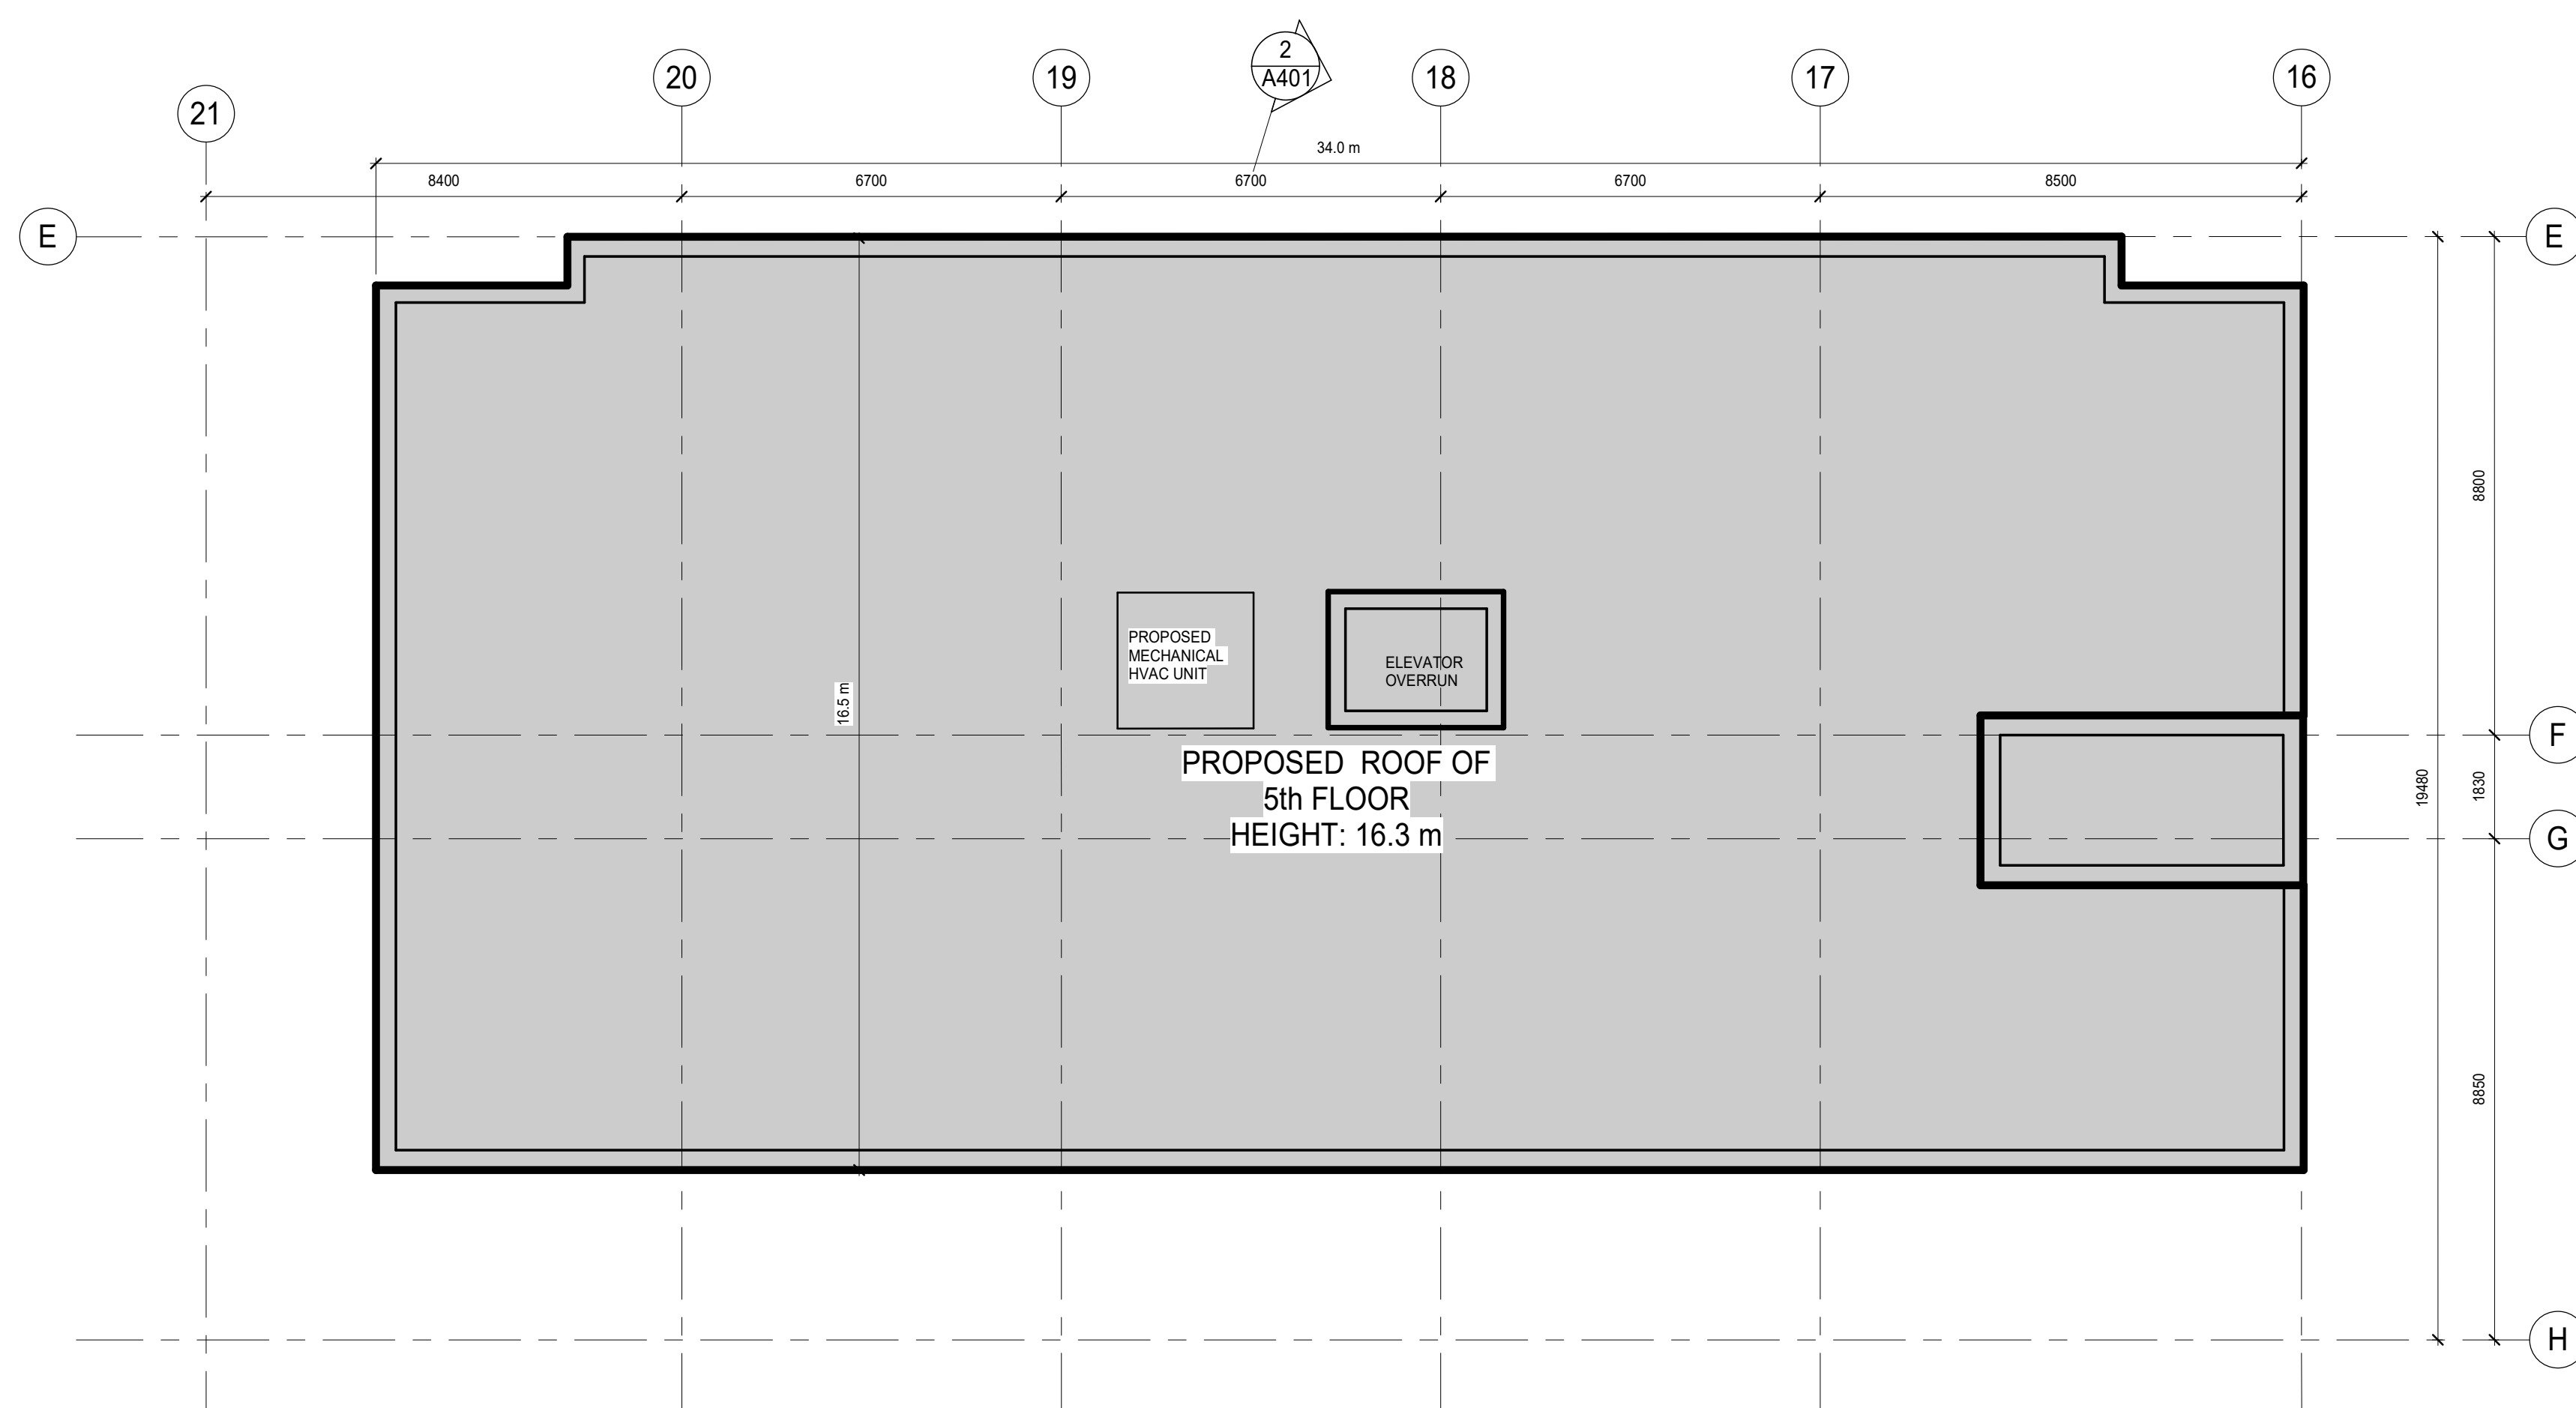 2
A401
21
20
19
18
17
16
34.0 m
8400
6700
6700
6700
8500
E
E
8800
PROPOSED
MECHANICAL
HVAC UNIT
ELEVATOR
OVERRUN
16.5 m
F
PROPOSED ROOF OF
5th FLOOR
HEIGHT: 16.3 m
19480
1830
G
8850
H